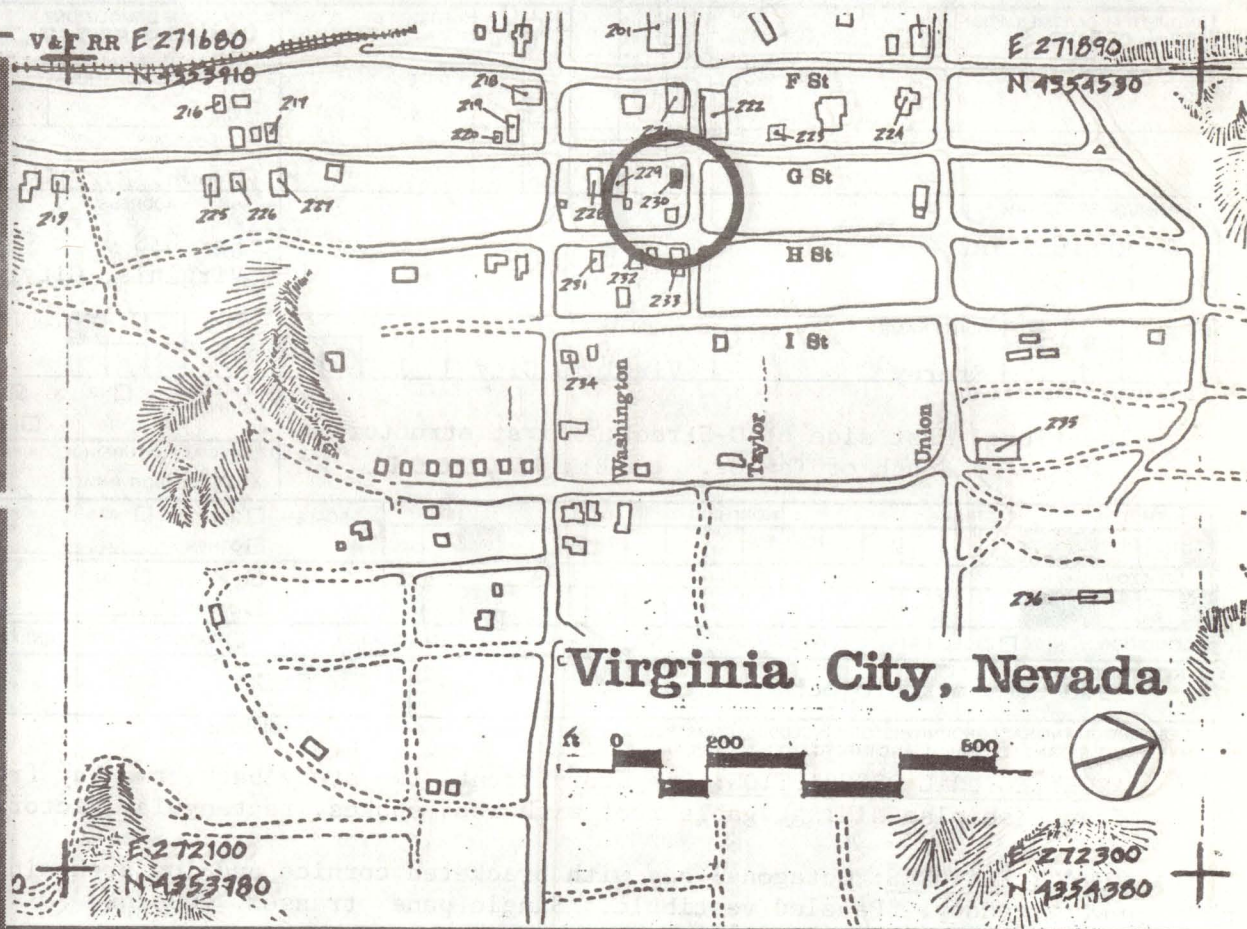 V&T RR E 271680
N 4353910
201
E 271890
N 4354530
F St
218
216
217
219
220
222
223
224
G St
219
225
226
227
228
229
230
H St
231
232
233
I St
234
Washington
Taylor
Union
235
236
Virginia City, Nevada
ft 0 200 600
E 272100
N 4353780
E 272300
N 4354380